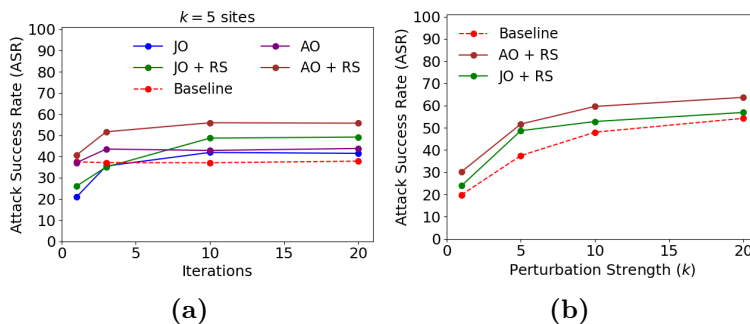 k = 5 sites
Attack Success Rate (ASR)
100
90
80
70
60
50
40
30
20
10
0
JO
JO + RS
Baseline
AO
AO + RS
0 5 10 15 20
Iterations
(a)
Attack Success Rate (ASR)
100
90
80
70
60
50
40
30
20
10
0
Baseline
AO + RS
JO + RS
0 5 10 15 20
Perturbation Strength (k)
(b)